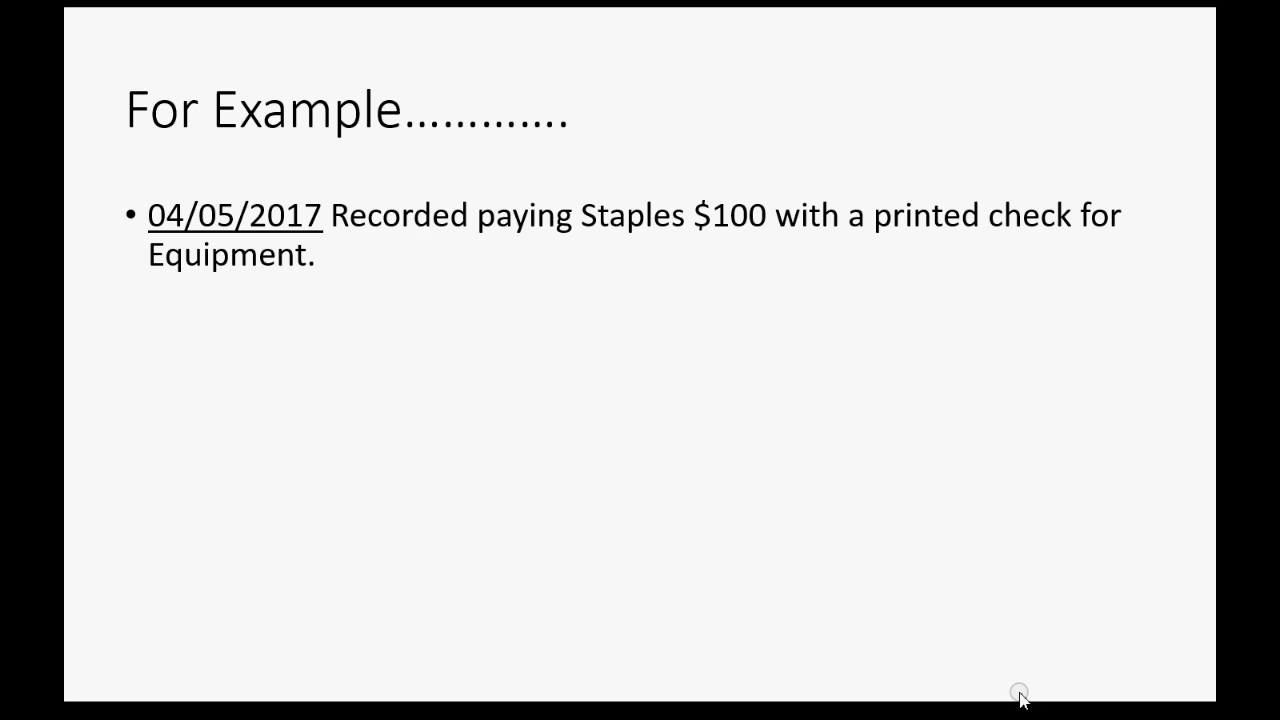 For Example.............
• 04/05/2017 Recorded paying Staples $100 with a printed check for
Equipment.